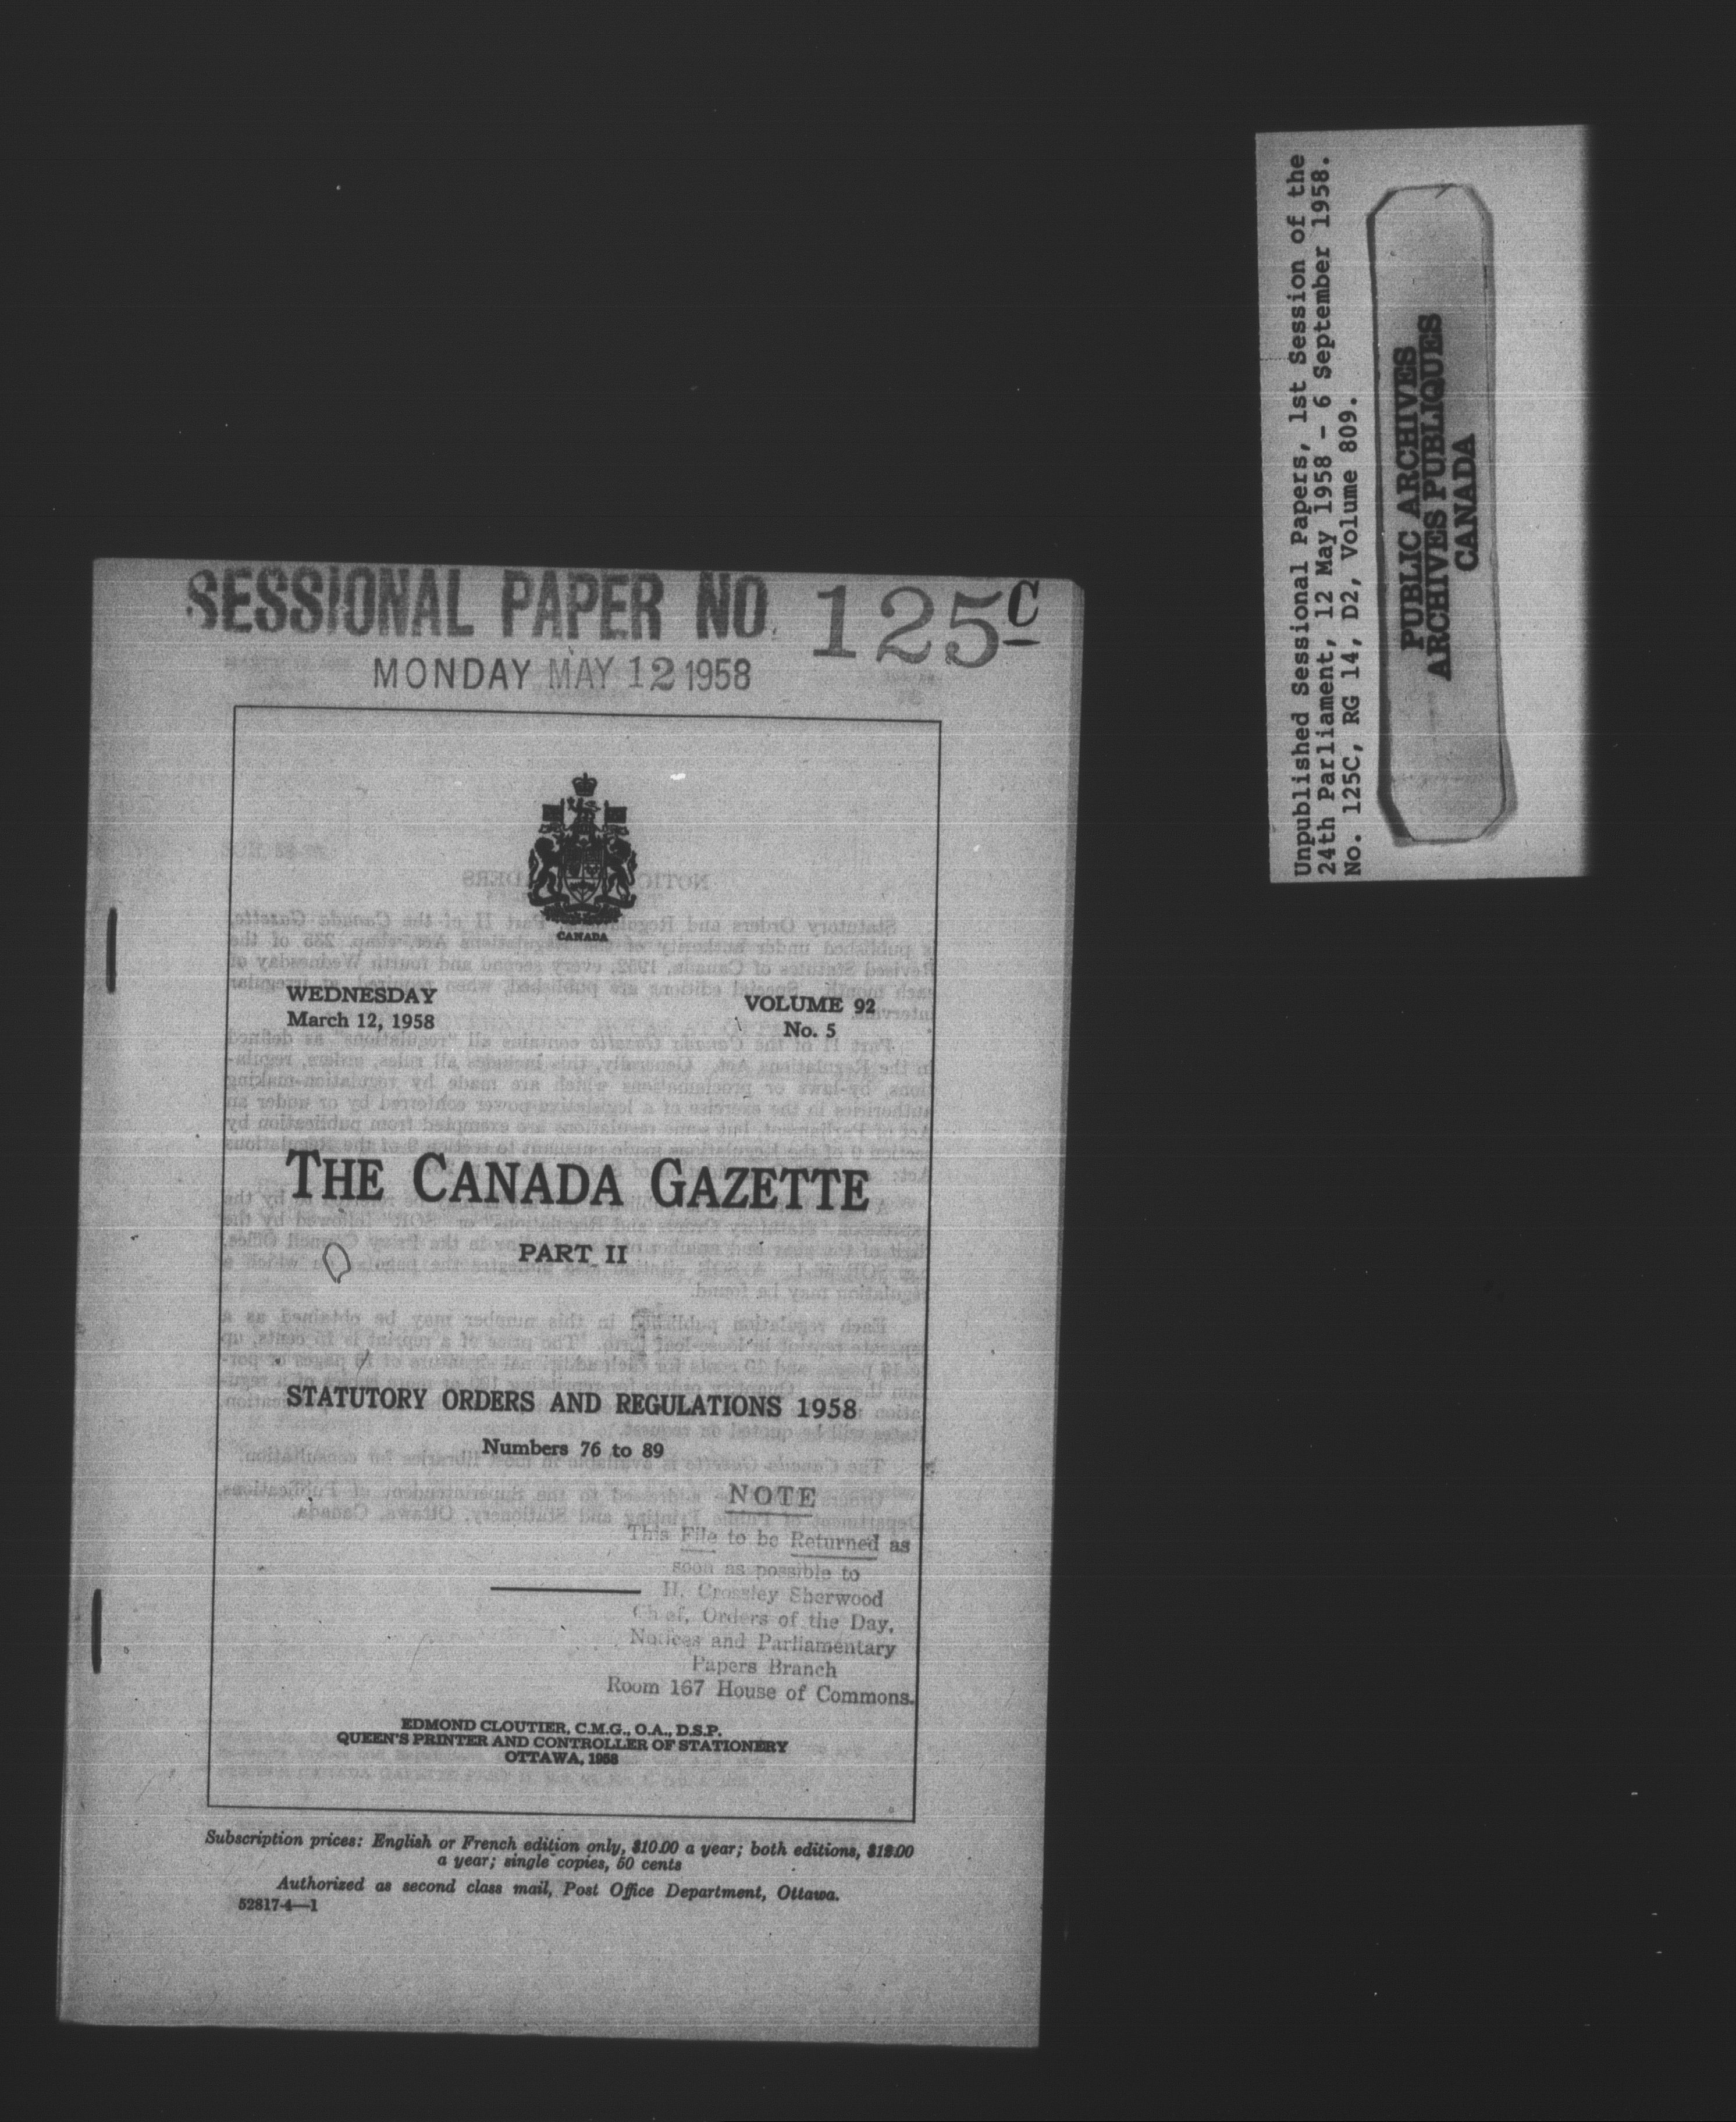 SESSIONAL PAPER NO. 125C
MONDAY MAY 12 1958
CANADA
WEDNESDAY
March 12, 1958
VOLUME 92
No. 5
THE CANADA GAZETTE
PART II
STATUTORY ORDERS AND REGULATIONS 1958
Numbers 76 to 89
NOTE
This File to be Returned as
soon as possible to
H. Crossley Sherwood
Chief, Orders of the Day,
Notices and Parliamentary
Papers Branch
Room 167 House of Commons.
EDMOND CLOUTIER, C.M.G., O.A., D.S.P.
QUEEN'S PRINTER AND CONTROLLER OF STATIONERY
OTTAWA, 1958
Subscription prices: English or French edition only, $10.00 a year; both editions, $12.00
a year; single copies, 50 cents
Authorized as second class mail, Post Office Department, Ottawa.
52817-4—1
Unpublished Sessional Papers, 1st Session of the
24th Parliament, 12 May 1958 - 6 September 1958.
No. 125C, RG 14, D2, Volume 809.
PUBLIC ARCHIVES
ARCHIVES PUBLIQUES
CANADA